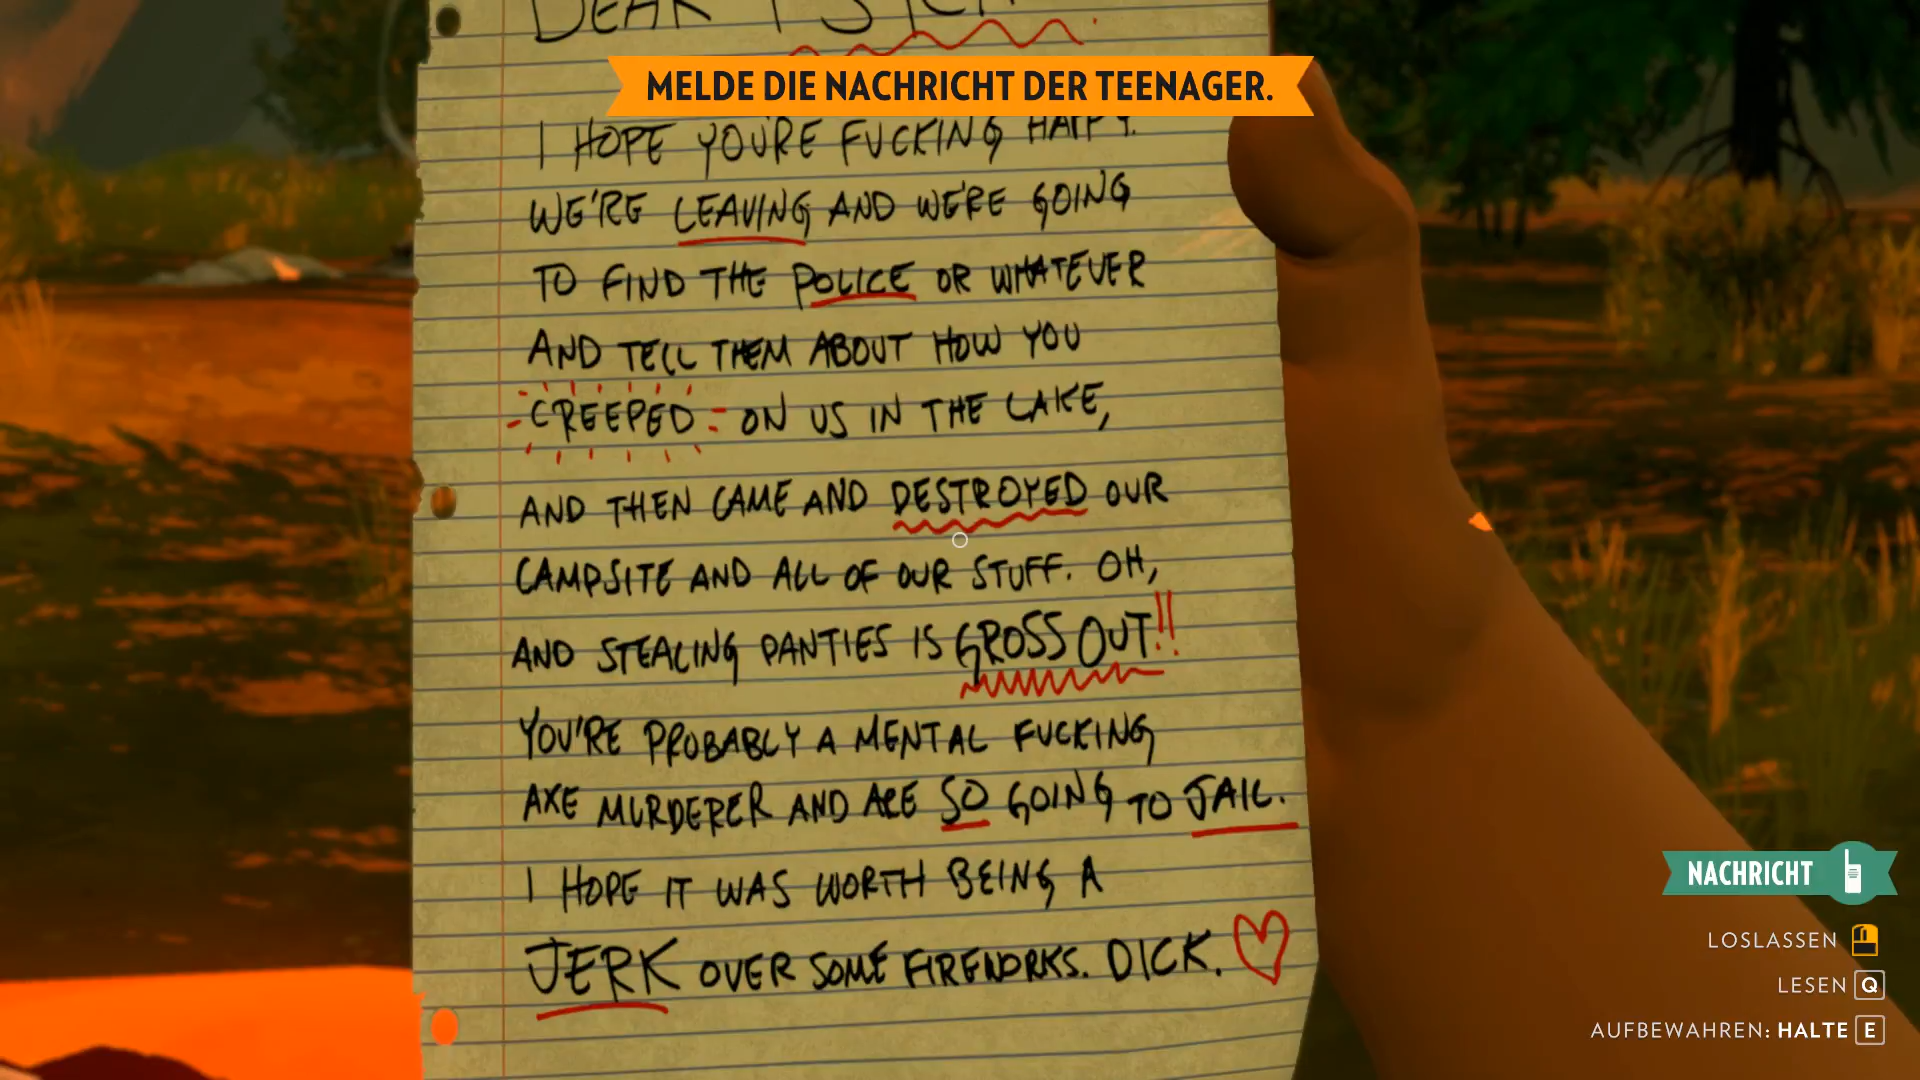 DEAR PSYCHO
MELDE DIE NACHRICHT DER TEENAGER.
I HOPE YOU'RE FUCKING HAPPY.
WE'RE LEAVING AND WE'RE GOING
TO FIND THE POLICE OR WHATEVER
AND TELL THEM ABOUT HOW YOU
CREEPED ON US IN THE LAKE,
AND THEN CAME AND DESTROYED OUR
CAMPSITE AND ALL OF OUR STUFF. OH,
AND STEALING PANTIES IS GROSS OUT!!
YOU'RE PROBABLY A MENTAL FUCKING
AXE MURDERER AND ARE SO GOING TO JAIL.
I HOPE IT WAS WORTH BEING A
JERK OVER SOME FIREWORKS. DICK.
NACHRICHT
LOSLASSEN
LESEN Q
AUFBEWAHREN: HALTE E